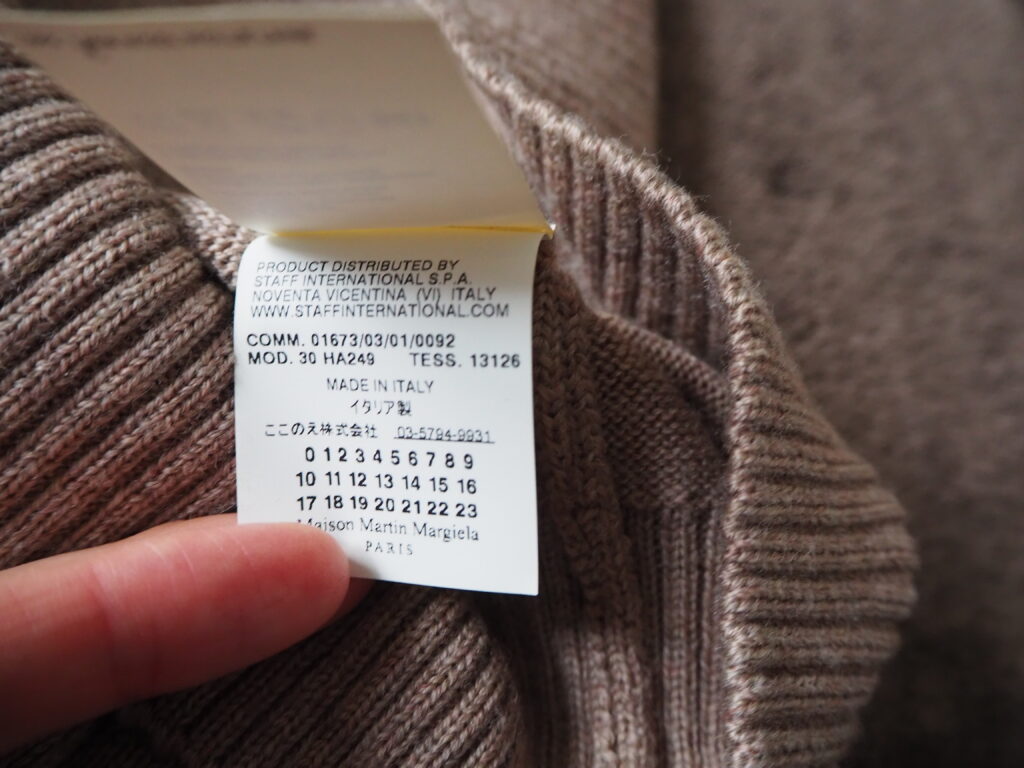 PRODUCT DISTRIBUTED BY
STAFF INTERNATIONAL S.P.A.
NOVENTA VICENTINA (VI) ITALY
WWW.STAFFINTERNATIONAL.COM
COMM. 01673/03/01/0092
MOD. 30 HA249 TESS. 13126
MADE IN ITALY
イタリア製
ここのえ株式会社 03-5794-9931
0 1 2 3 4 5 6 7 8 9
10 11 12 13 14 15 16
17 18 19 20 21 22 23
Maison Martin Margiela
PARIS